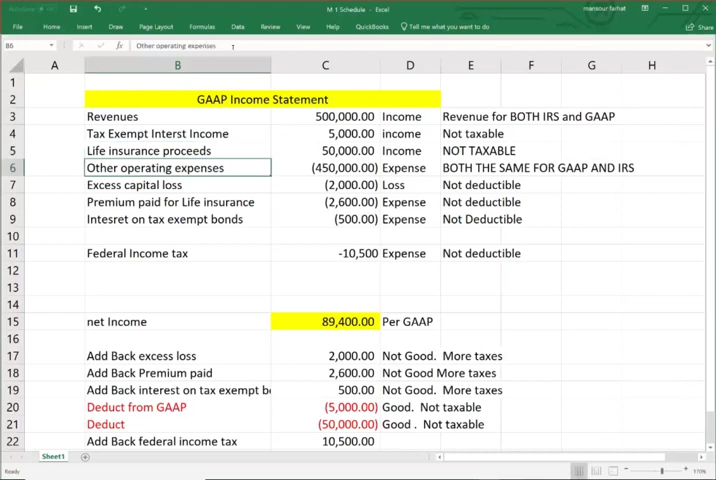 M 1 Schedule - Excel
mansour farhat
File Home Insert Draw Page Layout Formulas Data Review View Help QuickBooks Tell me what you want to do Share
B6 fx Other operating expenses
A B C D E F G H
1
2 GAAP Income Statement
3 Revenues 500,000.00 Income Revenue for BOTH IRS and GAAP
4 Tax Exempt Interst Income 5,000.00 income Not taxable
5 Life insurance proceeds 50,000.00 Income NOT TAXABLE
6 Other operating expenses (450,000.00) Expense BOTH THE SAME FOR GAAP AND IRS
7 Excess capital loss (2,000.00) Loss Not deductible
8 Premium paid for Life insurance (2,600.00) Expense Not deductible
9 Intesret on tax exempt bonds (500.00) Expense Not Deductible
10
11 Federal Income tax -10,500 Expense Not deductible
12
13
14
15 net Income 89,400.00 Per GAAP
16
17 Add Back excess loss 2,000.00 Not Good. More taxes
18 Add Back Premium paid 2,600.00 Not Good More taxes
19 Add Back interest on tax exempt bo 500.00 Not Good. More taxes
20 Deduct from GAAP (5,000.00) Good. Not taxable
21 Deduct (50,000.00) Good . Not taxable
22 Add Back federal income tax 10,500.00
Sheet1
Ready 170%